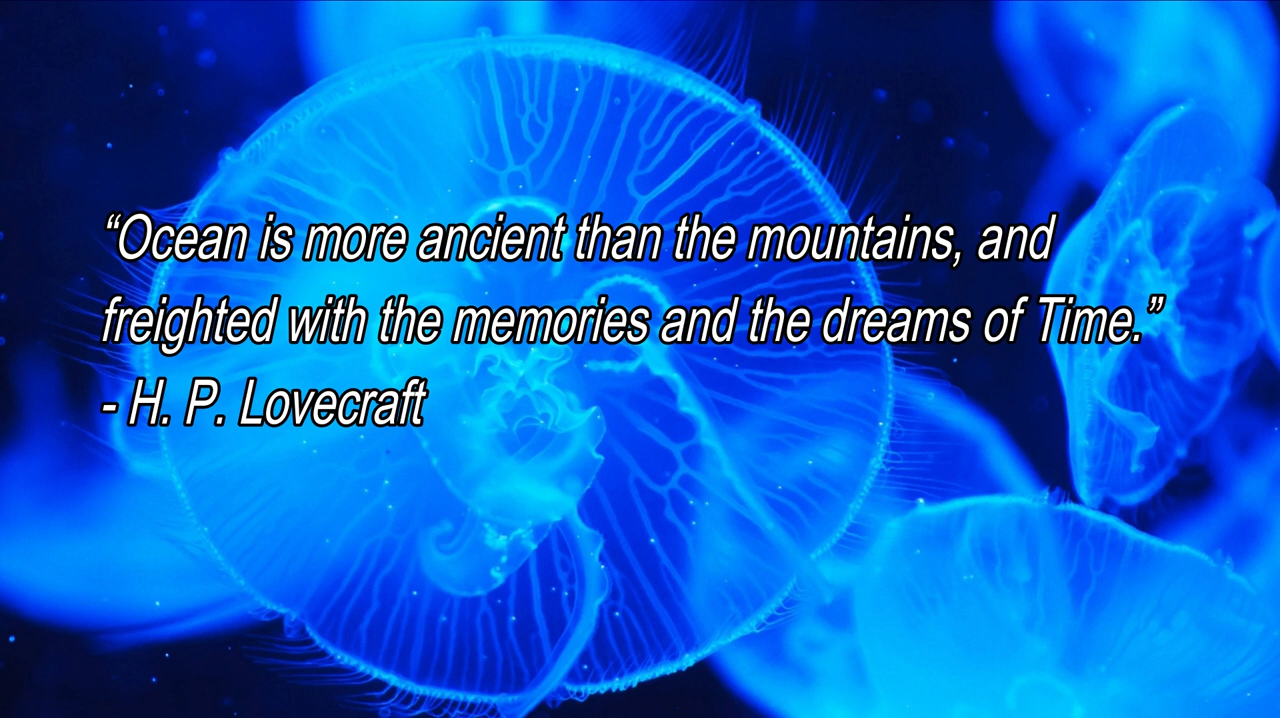 “Ocean is more ancient than the mountains, and
freighted with the memories and the dreams of Time.”
- H. P. Lovecraft